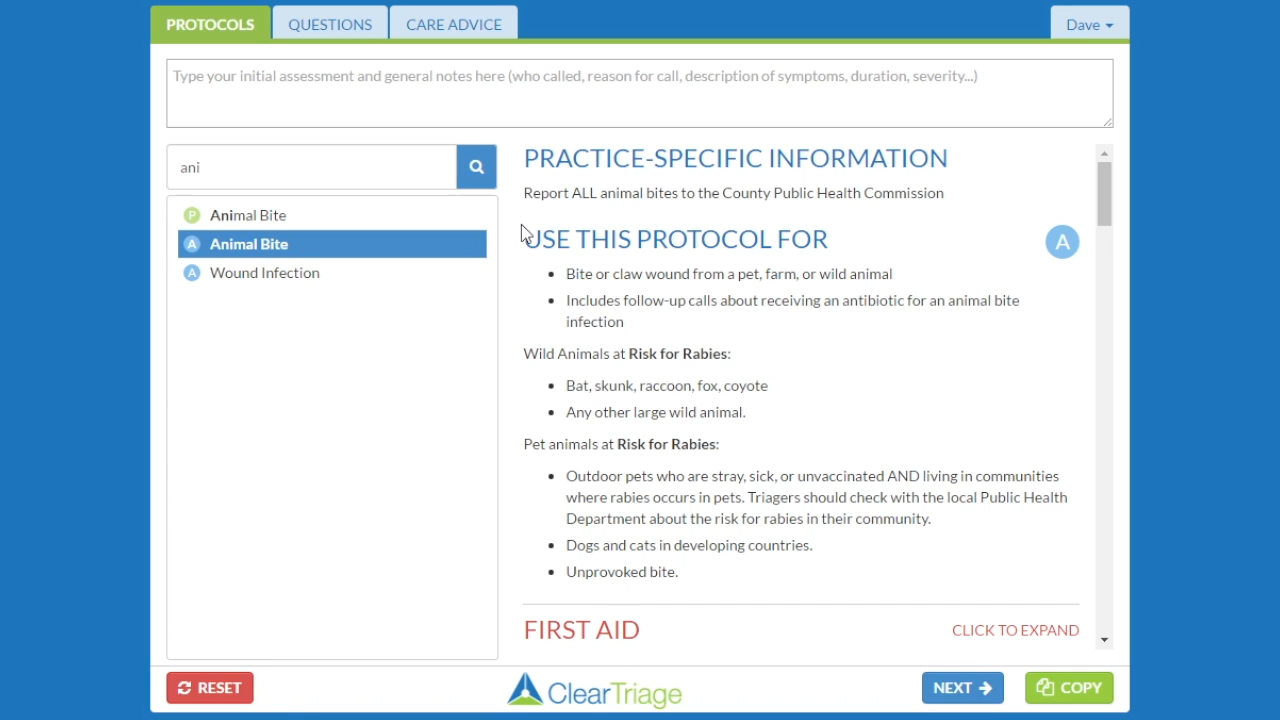 PROTOCOLS
QUESTIONS
CARE ADVICE
Dave
Type your initial assessment and general notes here (who called, reason for call, description of symptoms, duration, severity...)
ani
P Animal Bite
A Animal Bite
A Wound Infection
PRACTICE-SPECIFIC INFORMATION
Report ALL animal bites to the County Public Health Commission
USE THIS PROTOCOL FOR
A
• Bite or claw wound from a pet, farm, or wild animal
• Includes follow-up calls about receiving an antibiotic for an animal bite
infection
Wild Animals at Risk for Rabies:
• Bat, skunk, raccoon, fox, coyote
• Any other large wild animal.
Pet animals at Risk for Rabies:
• Outdoor pets who are stray, sick, or unvaccinated AND living in communities
where rabies occurs in pets. Triagers should check with the local Public Health
Department about the risk for rabies in their community.
• Dogs and cats in developing countries.
• Unprovoked bite.
FIRST AID
CLICK TO EXPAND
RESET
ClearTriage
NEXT
COPY